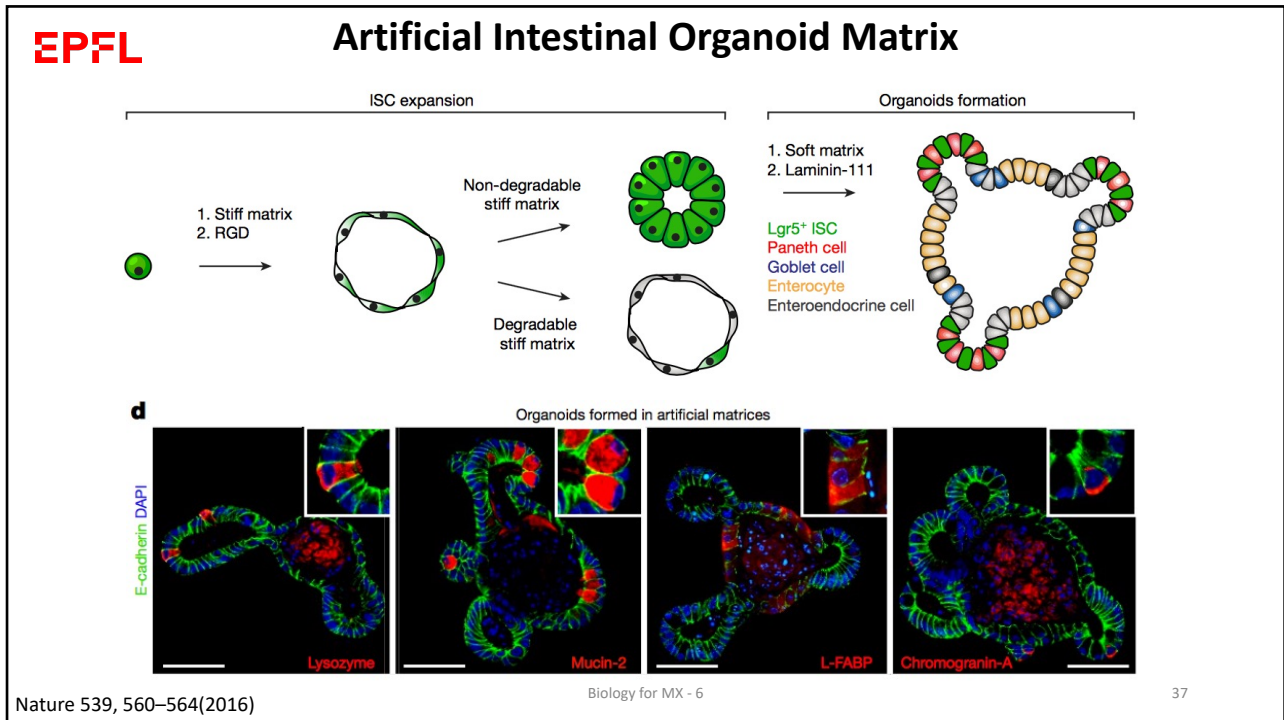 EPFL
Artificial Intestinal Organoid Matrix
ISC expansion
Organoids formation
1. Stiff matrix
2. RGD
Non-degradable
stiff matrix
Degradable
stiff matrix
1. Soft matrix
2. Laminin-111
Lgr5⁺ ISC
Paneth cell
Goblet cell
Enterocyte
Enteroendocrine cell
d
Organoids formed in artificial matrices
E-cadherin DAPI
Lysozyme
Mucin-2
L-FABP
Chromogranin-A
Nature 539, 560–564(2016)
Biology for MX - 6
37